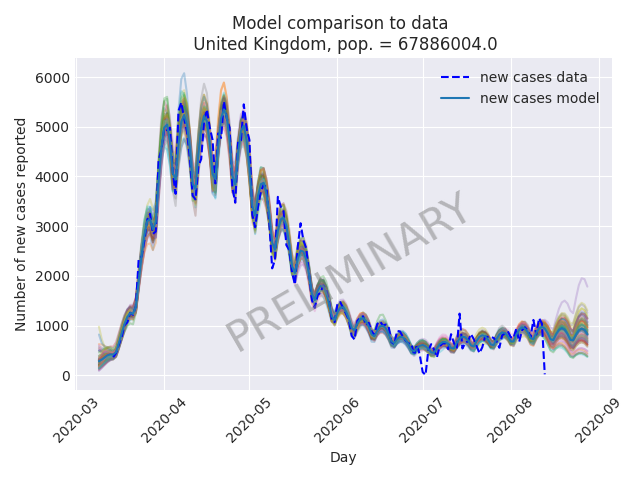 Model comparison to data
United Kingdom, pop. = 67886004.0
new cases data
new cases model
Number of new cases reported
6000
5000
4000
3000
2000
1000
0
PRELIMINARY
2020-03
2020-04
2020-05
2020-06
2020-07
2020-08
2020-09
Day